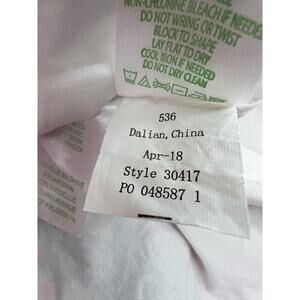 NON-CHLORINE BLEACH IF NEEDED
DO NOT WRING OR TWIST
BLOCK TO SHAPE
LAY FLAT TO DRY
COOL IRON IF NEEDED
DO NOT DRY CLEAN
536
Dalian, China
Apr-18
Style 30417
PO 048587 1